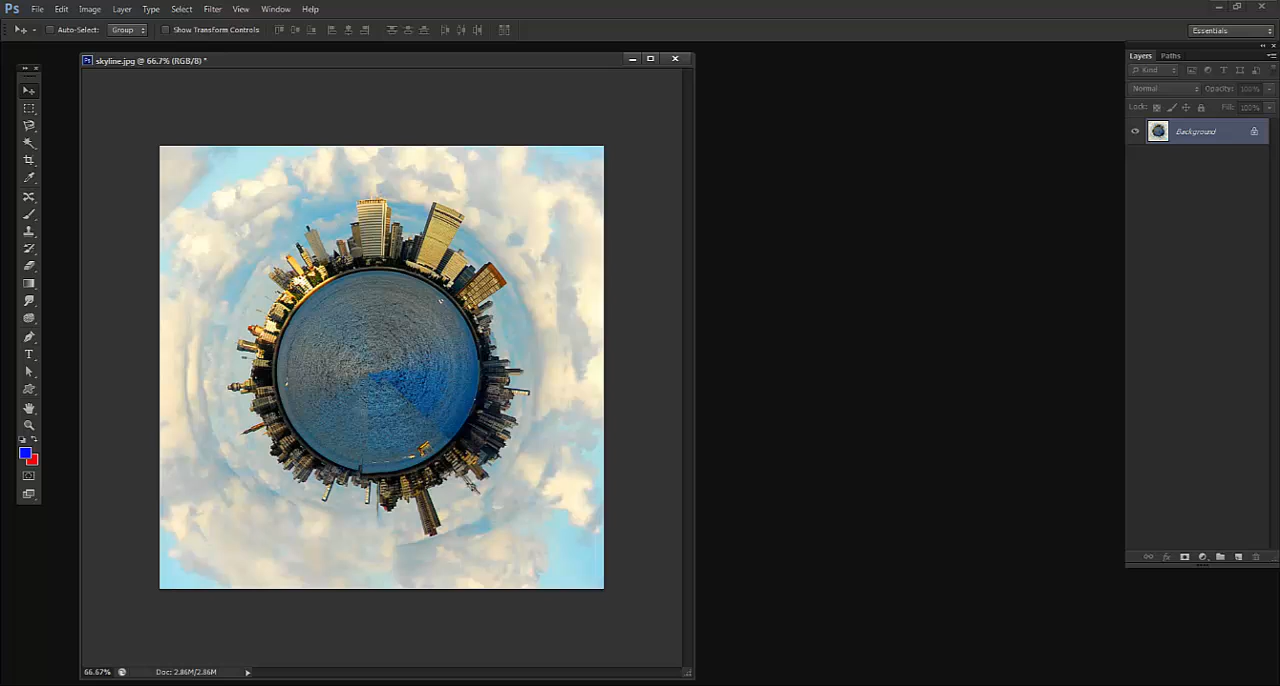 Ps File Edit Image Layer Type Select Filter View Window Help
Auto-Select: Group Show Transform Controls Essentials
skyline.jpg @ 66.7% (RGB/8) *
Layers Paths
Kind
Normal Opacity: 100%
Lock: Fill: 100%
Background
66.67% Doc: 2.86M/2.86M